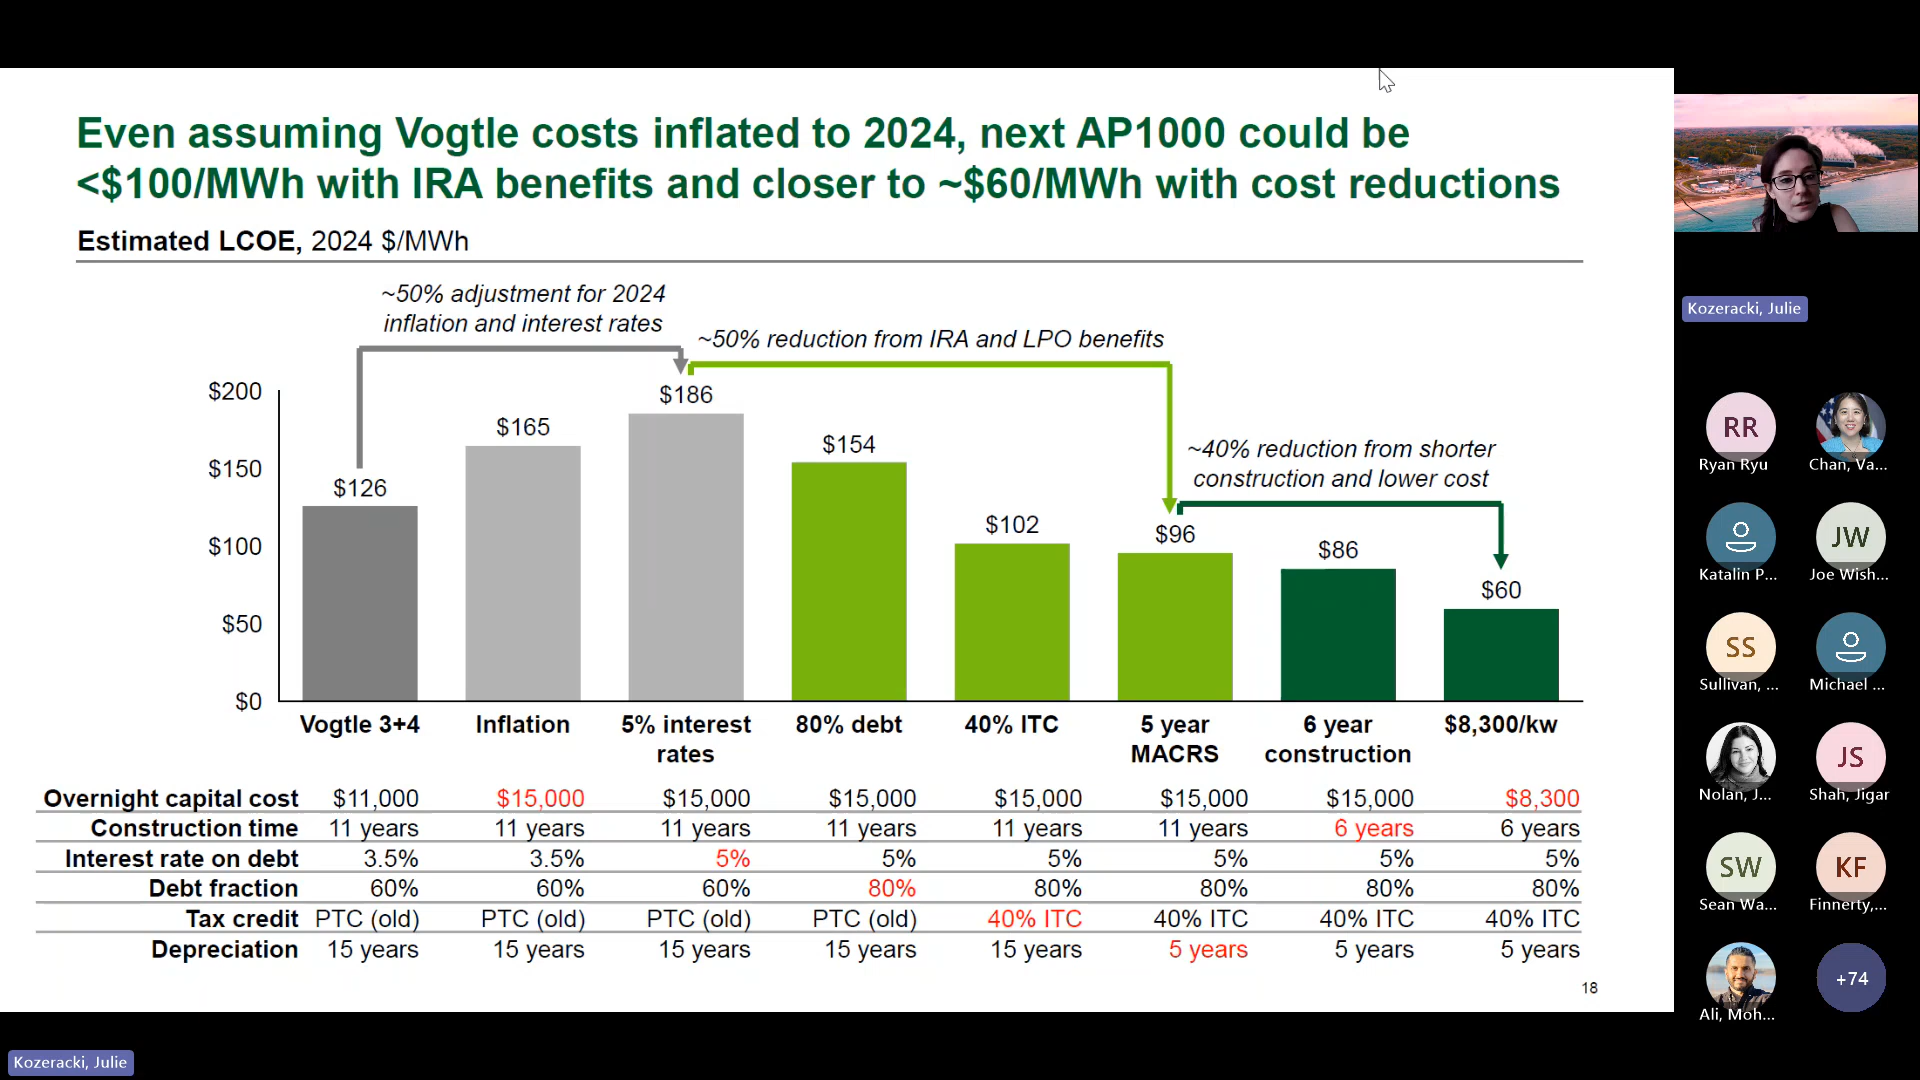 Even assuming Vogtle costs inflated to 2024, next AP1000 could be
<$100/MWh with IRA benefits and closer to ~$60/MWh with cost reductions
Estimated LCOE, 2024 $/MWh
~50% adjustment for 2024
inflation and interest rates
~50% reduction from IRA and LPO benefits
~40% reduction from shorter
construction and lower cost
$200
$150
$100
$50
$0
$126
$165
$186
$154
$102
$96
$86
$60
Vogtle 3+4
Inflation
5% interest
rates
80% debt
40% ITC
5 year
MACRS
6 year
construction
$8,300/kw
Overnight capital cost $11,000 $15,000 $15,000 $15,000 $15,000 $15,000 $15,000 $8,300
Construction time 11 years 11 years 11 years 11 years 11 years 11 years 6 years 6 years
Interest rate on debt 3.5% 3.5% 5% 5% 5% 5% 5% 5%
Debt fraction 60% 60% 60% 80% 80% 80% 80% 80%
Tax credit PTC (old) PTC (old) PTC (old) PTC (old) 40% ITC 40% ITC 40% ITC 40% ITC
Depreciation 15 years 15 years 15 years 15 years 15 years 5 years 5 years 5 years
18
Kozeracki, Julie
RR
Ryan Ryu
Chan, Va...
Katalin P...
JW
Joe Wish...
SS
Sullivan, ...
Michael ...
Nolan, J...
JS
Shah, Jigar
SW
Sean Wa...
KF
Finnerty,...
Ali, Moh...
+74
Kozeracki, Julie